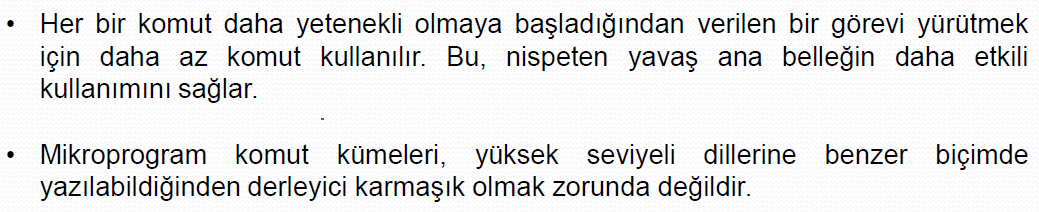 • Her bir komut daha yetenekli olmaya başladığından verilen bir görevi yürütmek
için daha az komut kullanılır. Bu, nispeten yavaş ana belleğin daha etkili
kullanımını sağlar.
• Mikroprogram komut kümeleri, yüksek seviyeli dillerine benzer biçimde
yazılabildiğinden derleyici karmaşık olmak zorunda değildir.